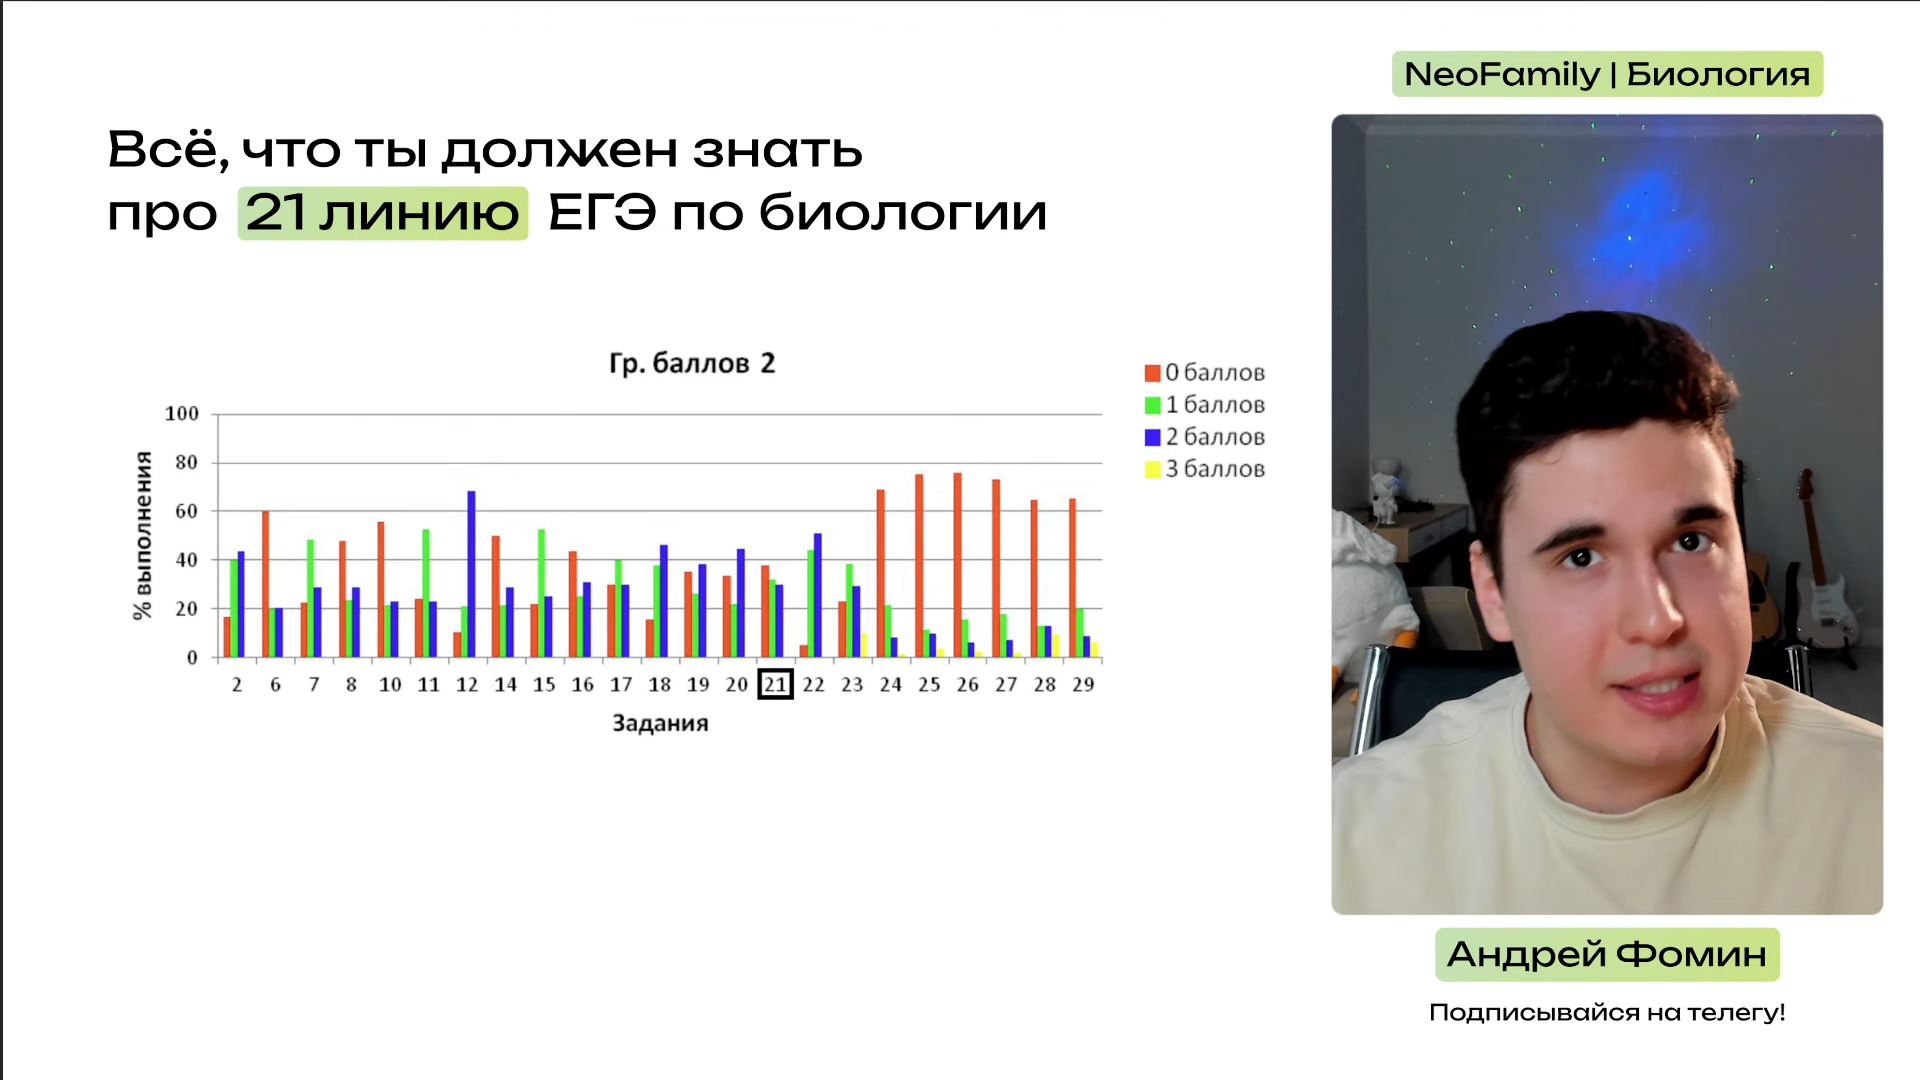 NeoFamily | Биология
Всё, что ты должен знать
про 21 линию ЕГЭ по биологии
Гр. баллов 2
0 баллов
1 баллов
2 баллов
3 баллов
% выполнения
100
80
60
40
20
0
2 6 7 8 10 11 12 14 15 16 17 18 19 20 21 22 23 24 25 26 27 28 29
Задания
Андрей Фомин
Подписывайся на телегу!